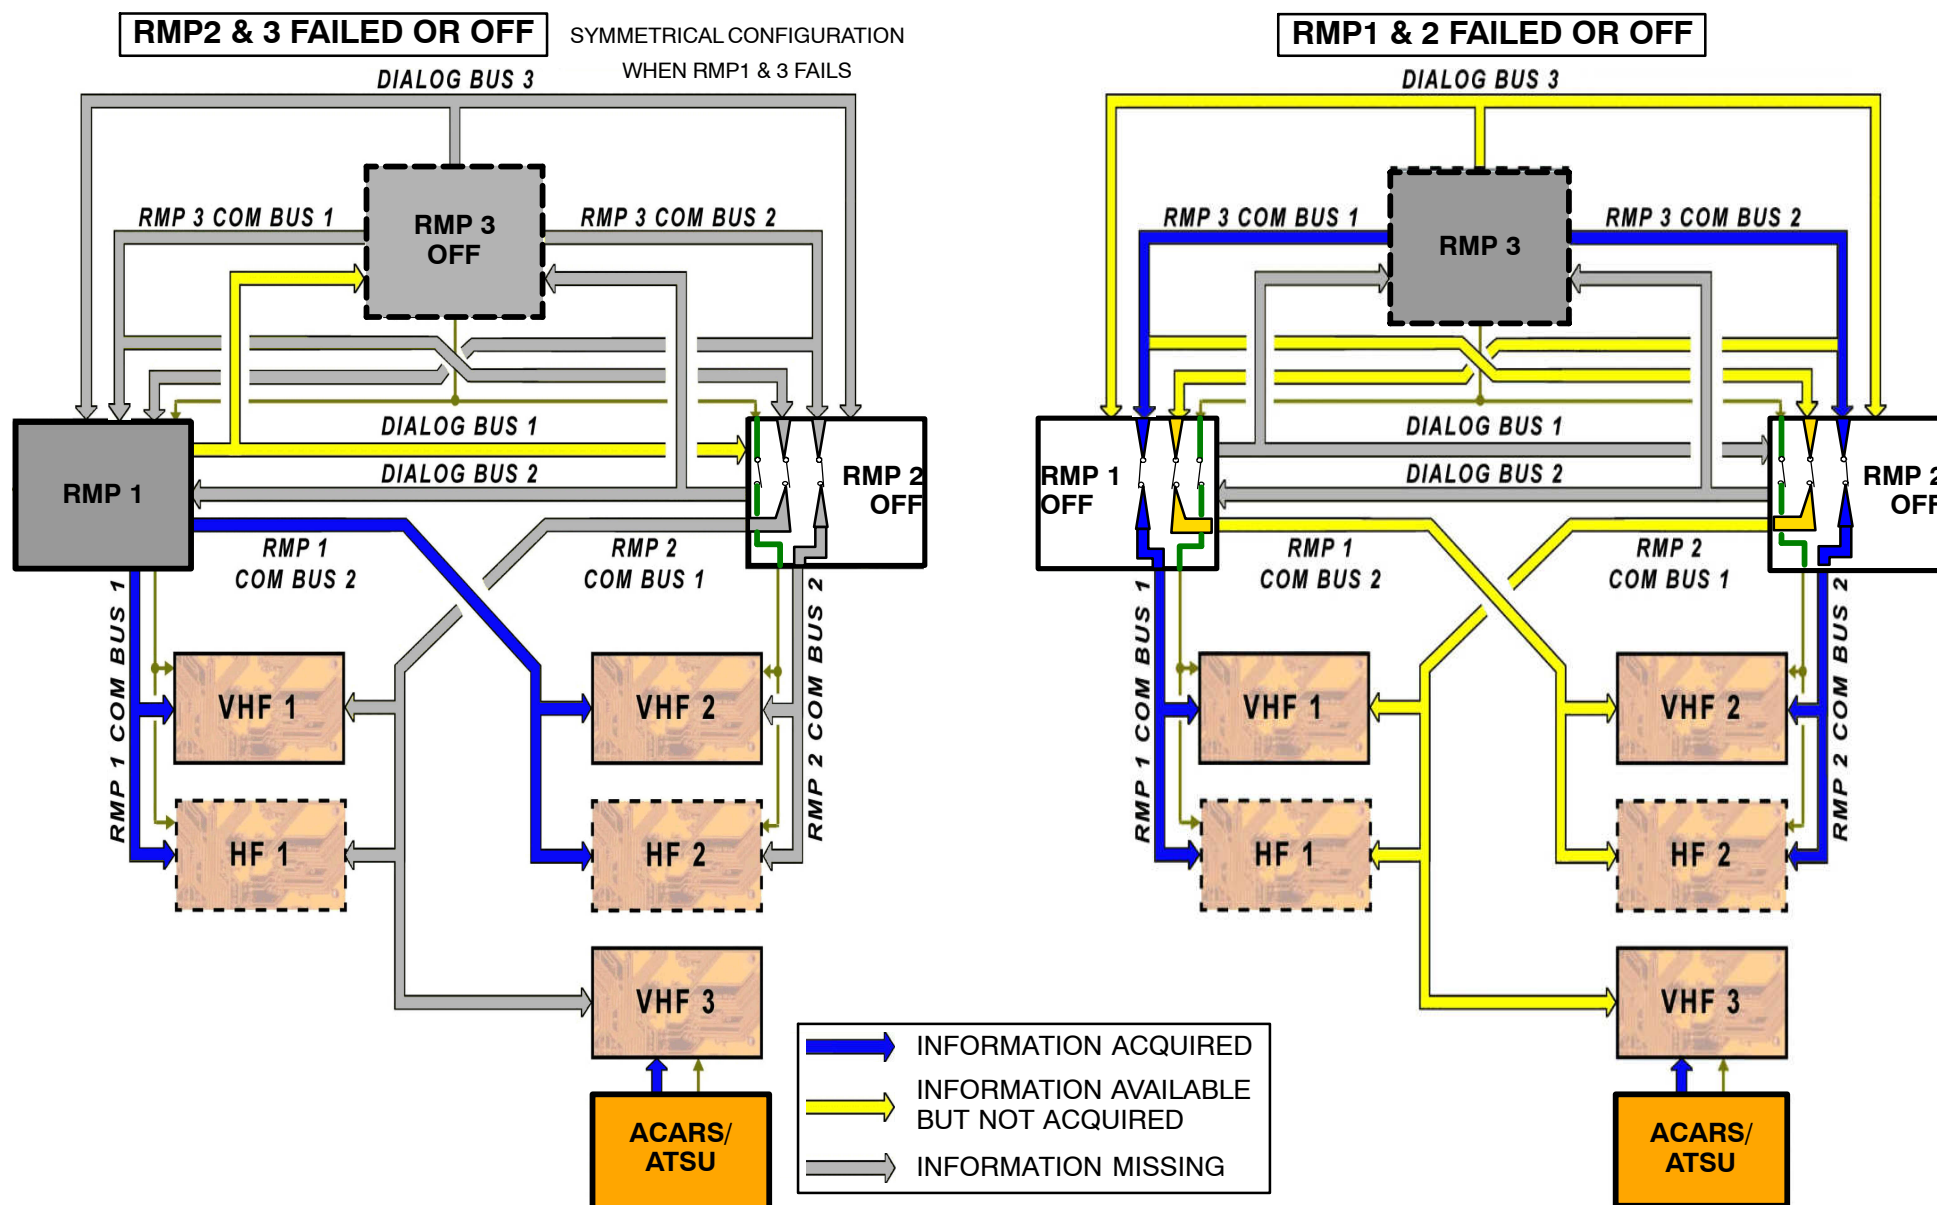 RMP2 & 3 FAILED OR OFF
SYMMETRICAL CONFIGURATION
WHEN RMP1 & 3 FAILS
DIALOG BUS 3
RMP 3 COM BUS 1
RMP 3
OFF
RMP 3 COM BUS 2
DIALOG BUS 1
DIALOG BUS 2
RMP 1
RMP 2
OFF
RMP 1
COM BUS 2
RMP 2
COM BUS 1
RMP 1 COM BUS 1
RMP 2 COM BUS 2
VHF 1
VHF 2
HF 1
HF 2
VHF 3
ACARS/
ATSU
RMP1 & 2 FAILED OR OFF
DIALOG BUS 3
RMP 3 COM BUS 1
RMP 3
RMP 3 COM BUS 2
DIALOG BUS 1
DIALOG BUS 2
RMP 1
OFF
RMP 2
OFF
RMP 1
COM BUS 2
RMP 2
COM BUS 1
RMP 1 COM BUS 1
RMP 2 COM BUS 2
VHF 1
VHF 2
HF 1
HF 2
VHF 3
ACARS/
ATSU
INFORMATION ACQUIRED
INFORMATION AVAILABLE
BUT NOT ACQUIRED
INFORMATION MISSING